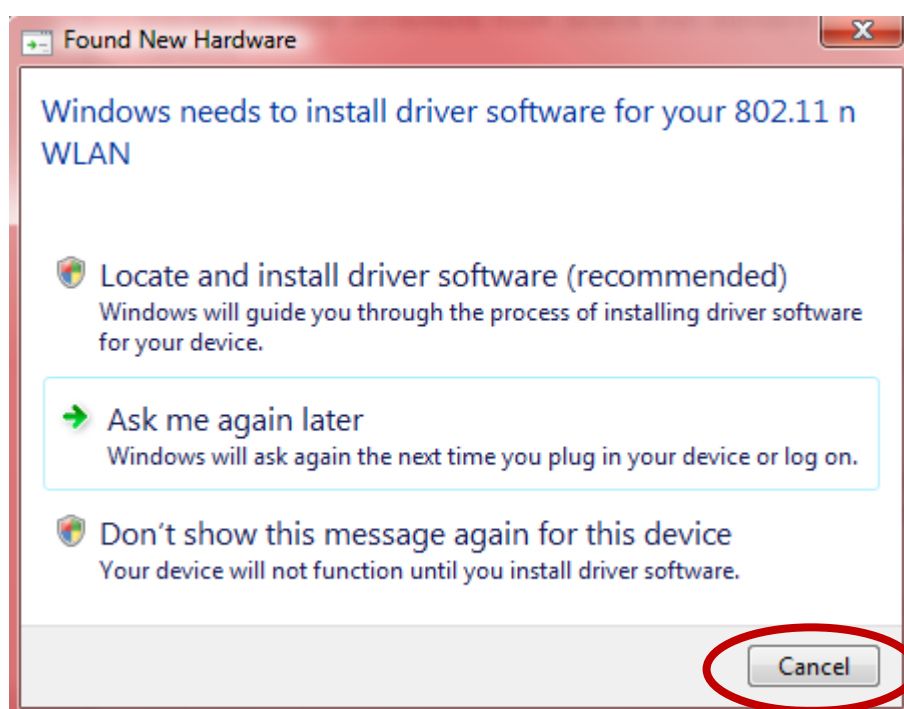 Found New Hardware
Windows needs to install driver software for your 802.11 n
WLAN
Locate and install driver software (recommended)
Windows will guide you through the process of installing driver software
for your device.
Ask me again later
Windows will ask again the next time you plug in your device or log on.
Don't show this message again for this device
Your device will not function until you install driver software.
Cancel